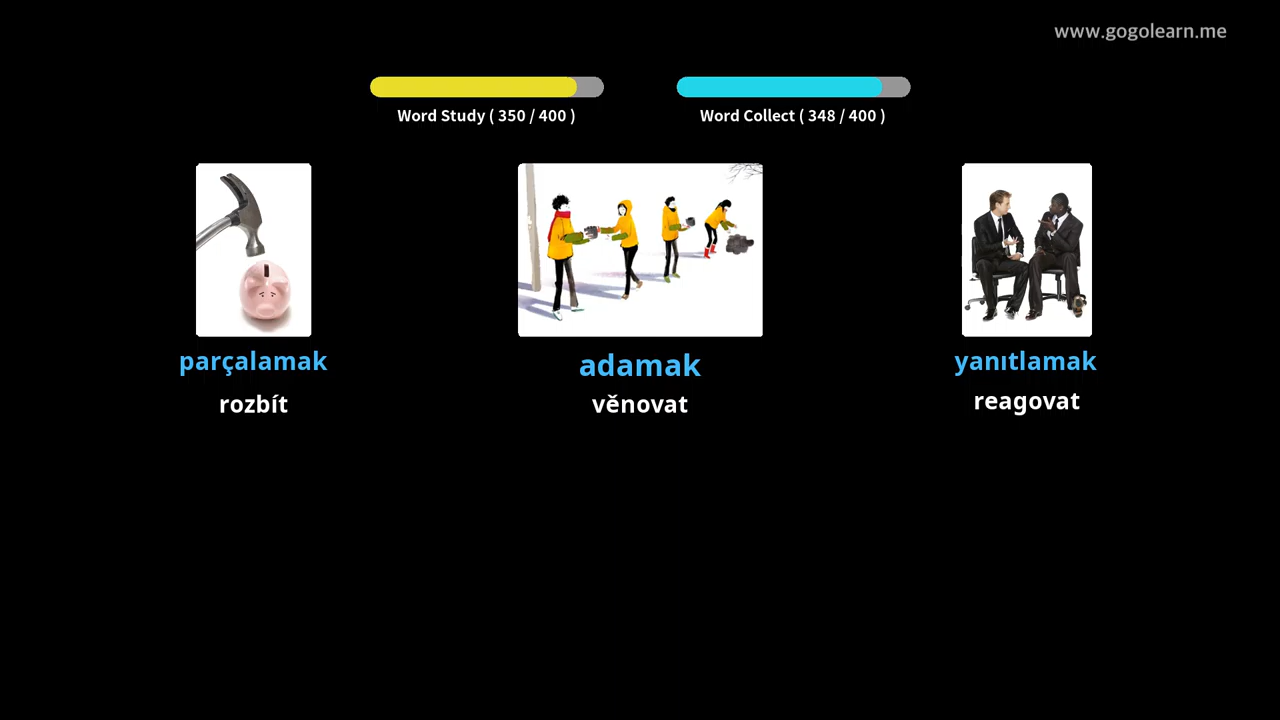 www.gogolearn.me
Word Study ( 350 / 400 )
Word Collect ( 348 / 400 )
parçalamak
adamak
yanıtlamak
rozbít
věnovat
reagovat